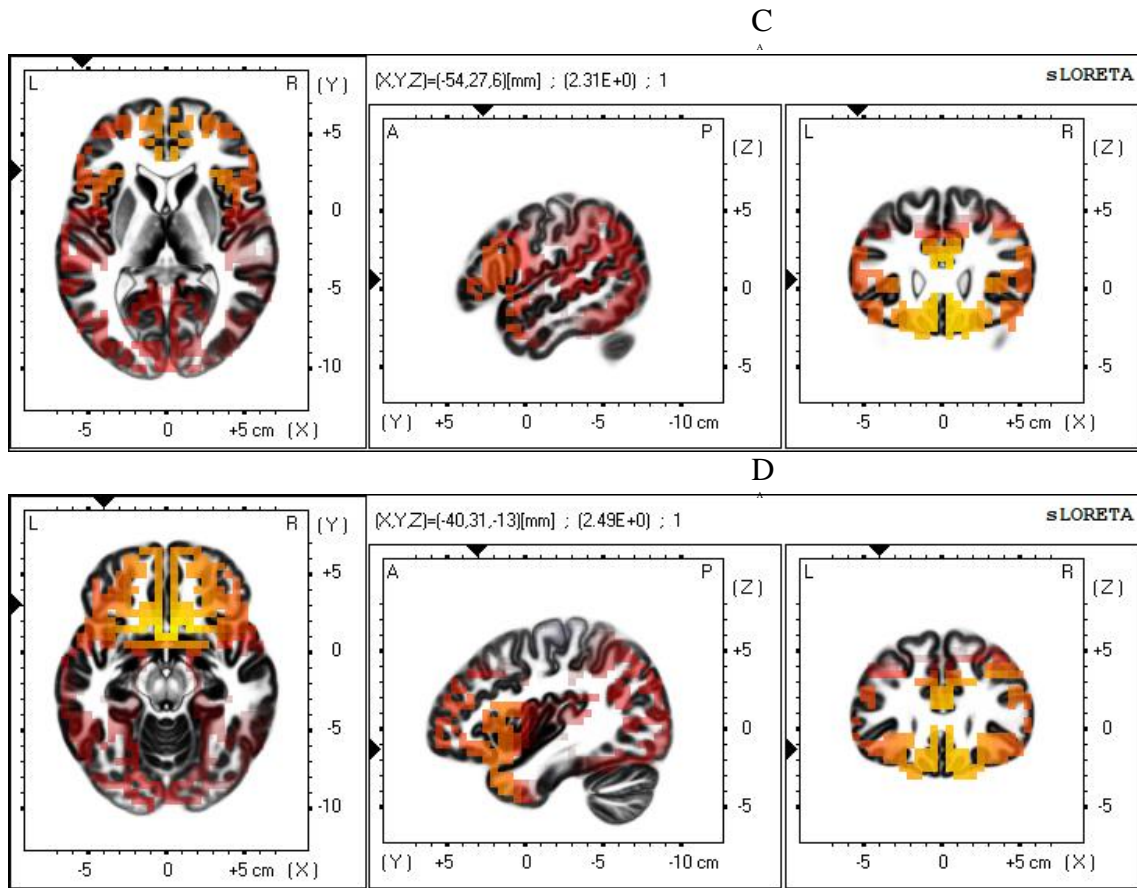 C
A
(X,Y,Z)=(-54,27,6)[mm] ; (2.31E+0) ; 1 sLORETA
L R (Y)
+5
0
-5
-10
-5 0 +5 cm (X)
A P (Z)
+5
0
-5
(Y) +5 0 -5 -10 cm
L R (Z)
+5
0
-5
-5 0 +5 cm (X)
D
A
(X,Y,Z)=(-40,31,-13)[mm] ; (2.49E+0) ; 1 sLORETA
L R (Y)
+5
0
-5
-10
-5 0 +5 cm (X)
A P (Z)
+5
0
-5
(Y) +5 0 -5 -10 cm
L R (Z)
+5
0
-5
-5 0 +5 cm (X)